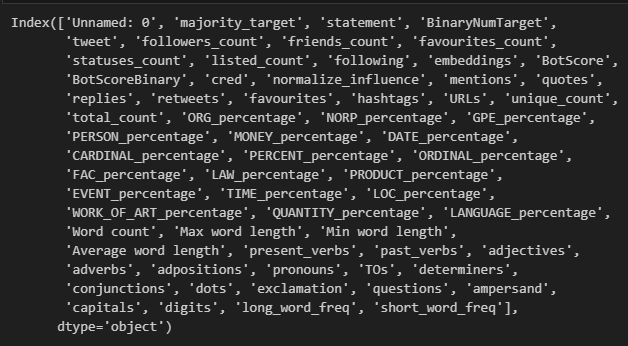 Index(['Unnamed: 0', 'majority_target', 'statement', 'BinaryNumTarget',
'tweet', 'followers_count', 'friends_count', 'favourites_count',
'statuses_count', 'listed_count', 'following', 'embeddings', 'BotScore',
'BotScoreBinary', 'cred', 'normalize_influence', 'mentions', 'quotes',
'replies', 'retweets', 'favourites', 'hashtags', 'URLs', 'unique_count',
'total_count', 'ORG_percentage', 'NORP_percentage', 'GPE_percentage',
'PERSON_percentage', 'MONEY_percentage', 'DATE_percentage',
'CARDINAL_percentage', 'PERCENT_percentage', 'ORDINAL_percentage',
'FAC_percentage', 'LAW_percentage', 'PRODUCT_percentage',
'EVENT_percentage', 'TIME_percentage', 'LOC_percentage',
'WORK_OF_ART_percentage', 'QUANTITY_percentage', 'LANGUAGE_percentage',
'Word count', 'Max word length', 'Min word length',
'Average word length', 'present_verbs', 'past_verbs', 'adjectives',
'adverbs', 'adpositions', 'pronouns', 'TOs', 'determiners',
'conjunctions', 'dots', 'exclamation', 'questions', 'ampersand',
'capitals', 'digits', 'long_word_freq', 'short_word_freq'],
dtype='object')